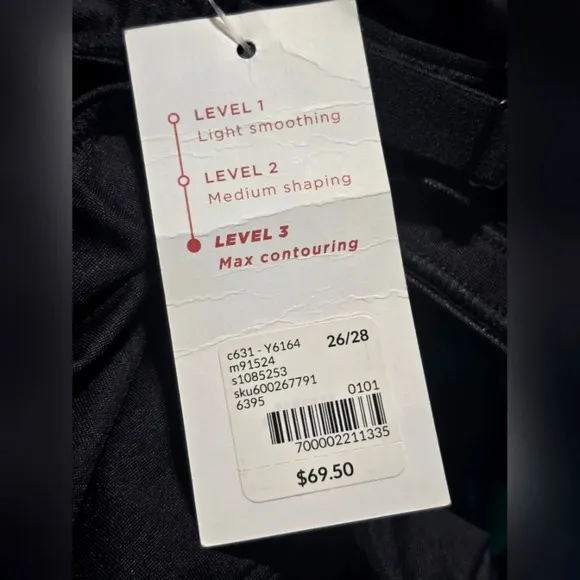 LEVEL 1
Light smoothing
LEVEL 2
Medium shaping
LEVEL 3
Max contouring
c631 - Y6164 26/28
m91524
s1085253
sku600267791
6395 0101
700002211335
$69.50